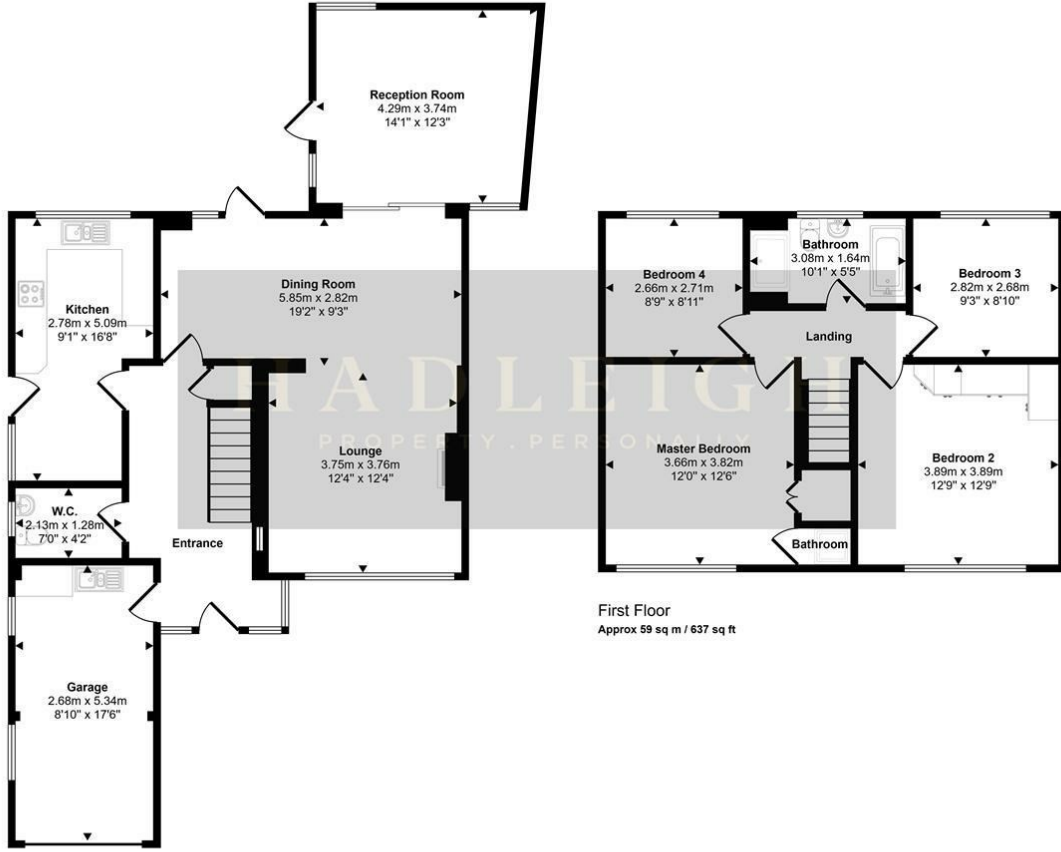 Reception Room
4.29m x 3.74m
14'1" x 12'3"
Kitchen
2.78m x 5.09m
9'1" x 16'8"
Dining Room
5.85m x 2.82m
19'2" x 9'3"
Lounge
3.75m x 3.76m
12'4" x 12'4"
W.C.
2.13m x 1.28m
7'0" x 4'2"
Entrance
Garage
2.68m x 5.34m
8'10" x 17'6"
Bedroom 4
2.66m x 2.71m
8'9" x 8'11"
Bathroom
3.08m x 1.64m
10'1" x 5'5"
Bedroom 3
2.82m x 2.68m
9'3" x 8'10"
Landing
Master Bedroom
3.66m x 3.82m
12'0" x 12'6"
Bedroom 2
3.89m x 3.89m
12'9" x 12'9"
Bathroom
First Floor
Approx 59 sq m / 637 sq ft
HADLEIGH
PROPERTY. PERSONALLY